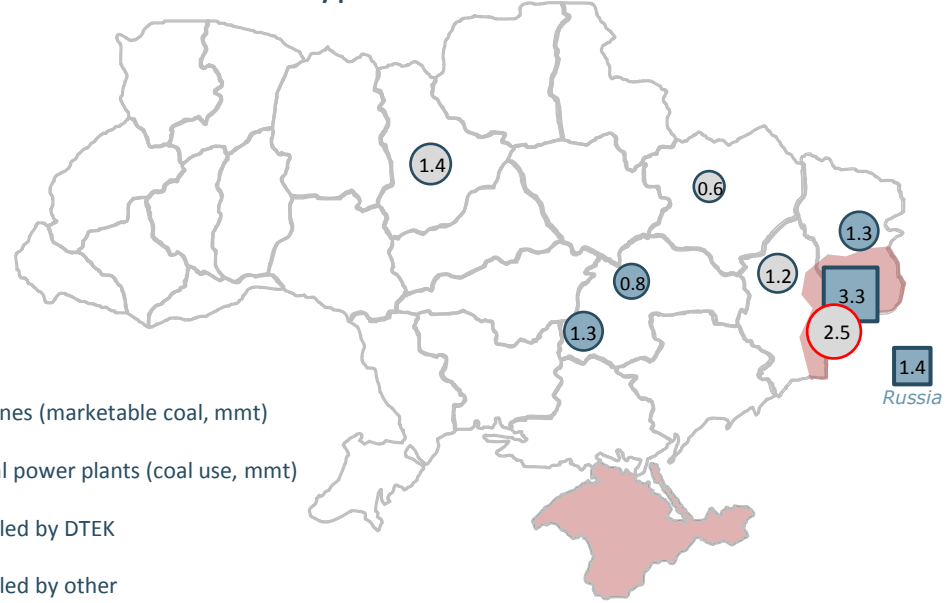 1.4
0.6
1.3
1.2
0.8
3.3
1.3
2.5
1.4
Russia
nes (marketable coal, mmt)
l power plants (coal use, mmt)
led by DTEK
led by other